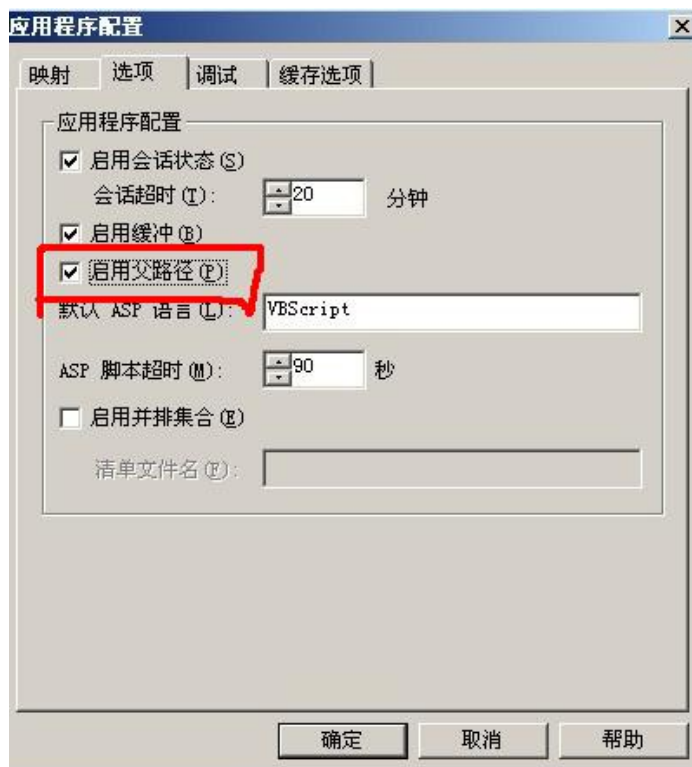 应用程序配置
映射 选项 调试 缓存选项
应用程序配置
启用会话状态(S)
会话超时(T): 20 分钟
启用缓冲(B)
启用父路径(P)
默认 ASP 语言(L): VBScript
ASP 脚本超时(M): 90 秒
启用并排集合(E)
清单文件名(F):
确定 取消 帮助